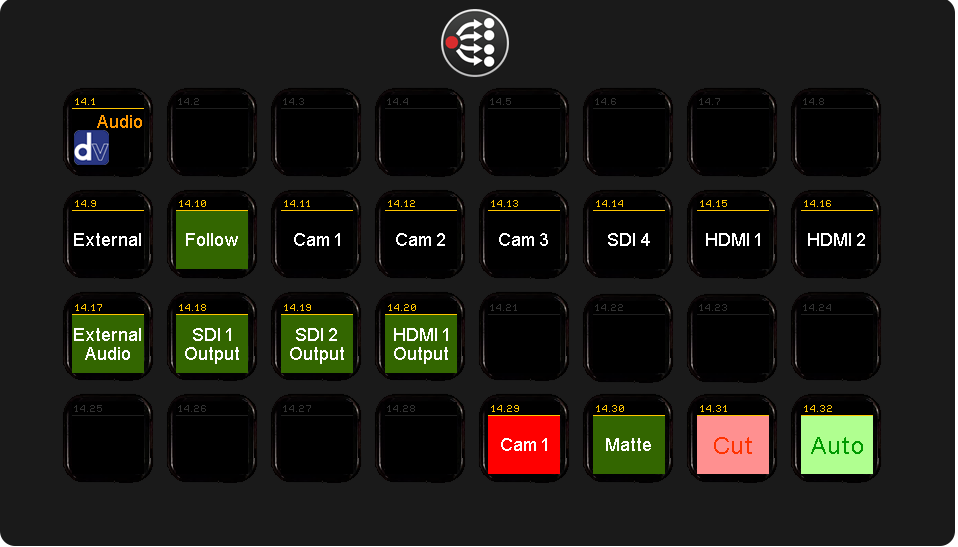 14.1 14.2 14.3 14.4 14.5 14.6 14.7 14.8
Audio
dv
14.9 14.10 14.11 14.12 14.13 14.14 14.15 14.16
External Follow Cam 1 Cam 2 Cam 3 SDI 4 HDMI 1 HDMI 2
14.17 14.18 14.19 14.20 14.21 14.22 14.23 14.24
External SDI 1 SDI 2 HDMI 1
Audio Output Output Output
14.25 14.26 14.27 14.28 14.29 14.30 14.31 14.32
Cam 1 Matte Cut Auto